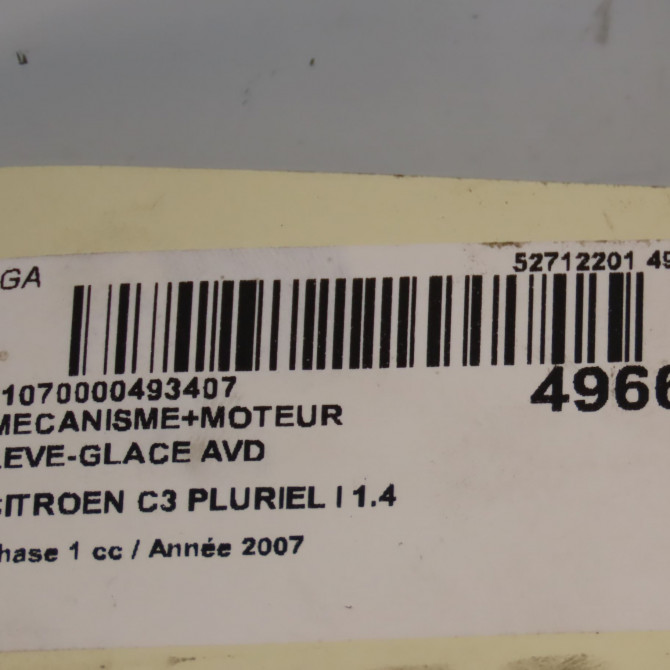 GA
52712201 49
1070000493407
4966
MECANISME+MOTEUR
LEVE-GLACE AVD
CITROEN C3 PLURIEL I 1.4
hase 1 cc / Année 2007